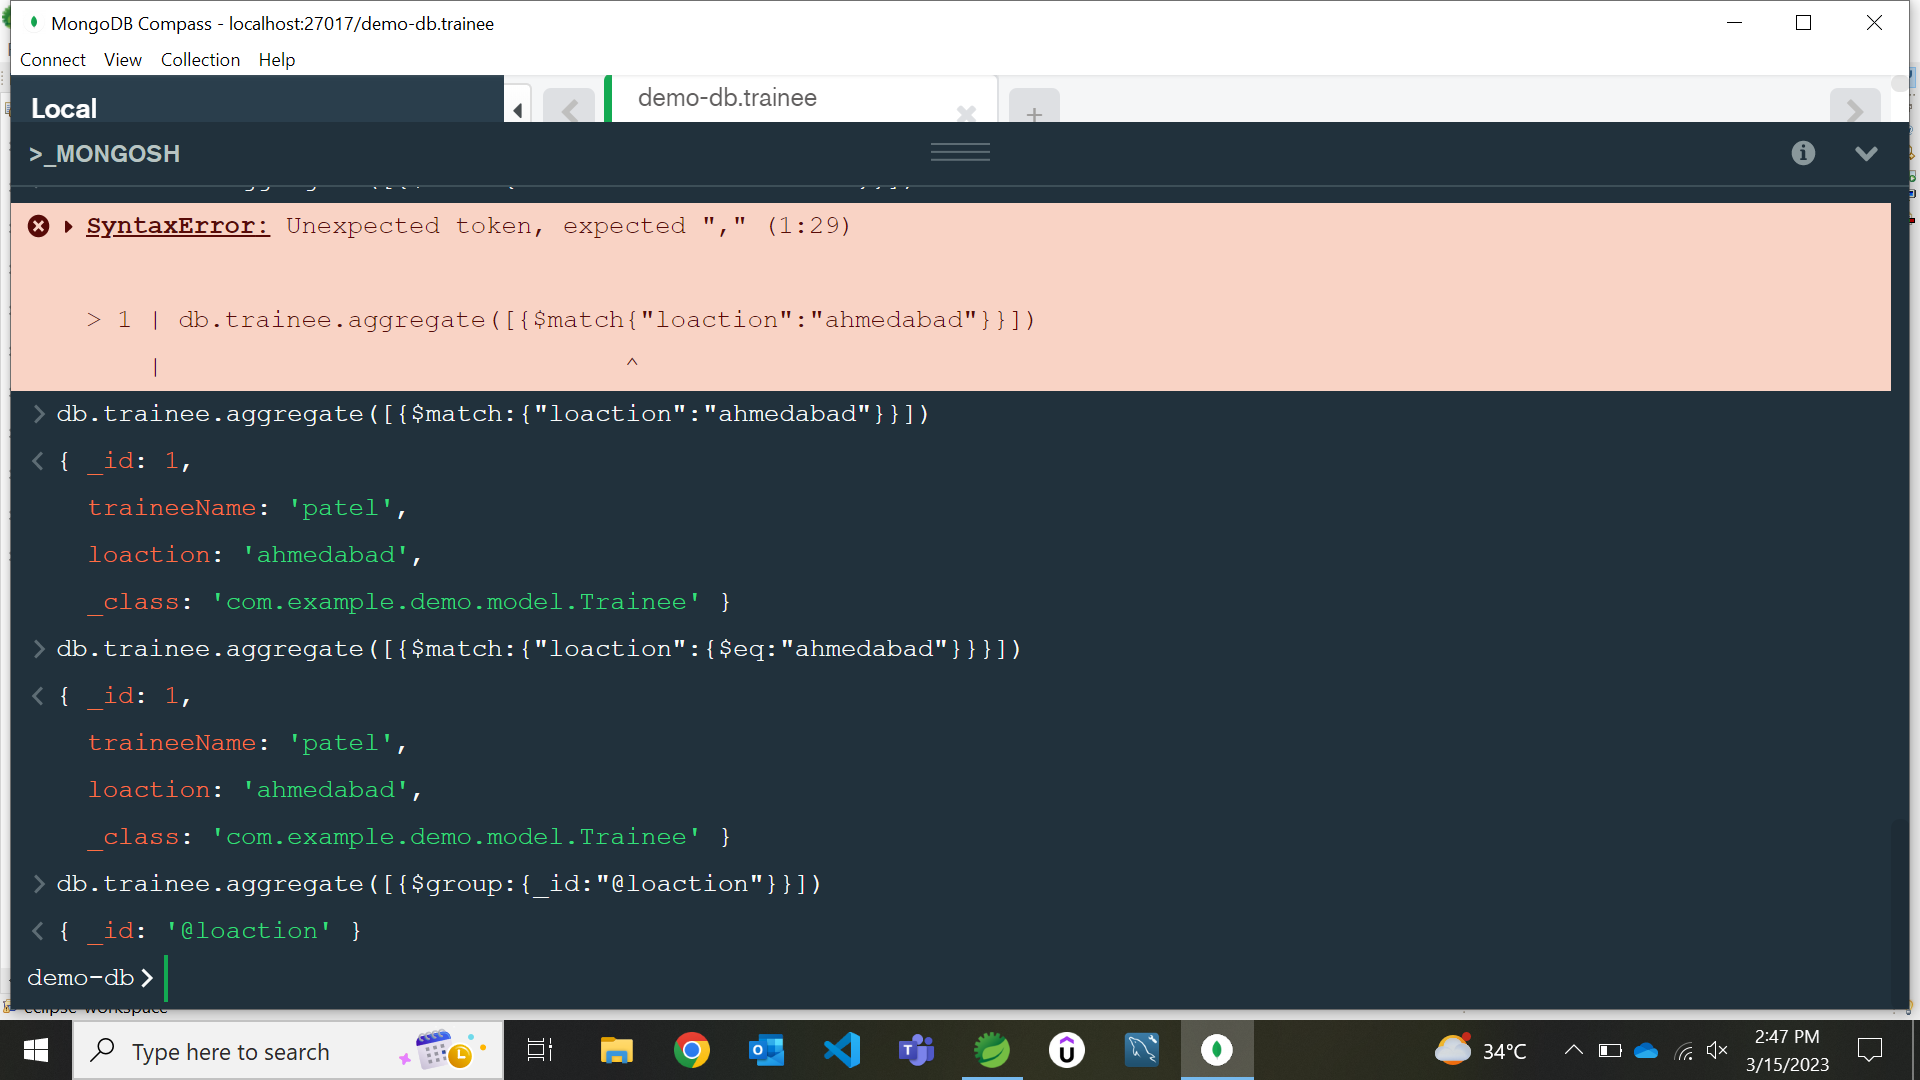 MongoDB Compass - localhost:27017/demo-db.trainee
Connect View Collection Help
Local
demo-db.trainee
+
>_MONGOSH
SyntaxError: Unexpected token, expected "," (1:29)
> 1 | db.trainee.aggregate([{$match{"loaction":"ahmedabad"}}])
| ^
> db.trainee.aggregate([{$match:{"loaction":"ahmedabad"}}])
< { _id: 1,
traineeName: 'patel',
loaction: 'ahmedabad',
_class: 'com.example.demo.model.Trainee' }
> db.trainee.aggregate([{$match:{"loaction":{$eq:"ahmedabad"}}}])
< { _id: 1,
traineeName: 'patel',
loaction: 'ahmedabad',
_class: 'com.example.demo.model.Trainee' }
> db.trainee.aggregate([{$group:{_id:"@loaction"}}])
< { _id: '@loaction' }
demo-db>
eclipse-workspace
Type here to search
34°C
2:47 PM
3/15/2023